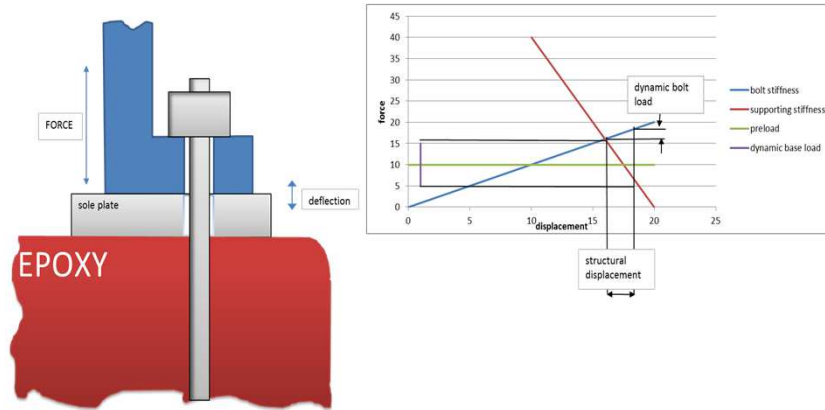 FORCE
deflection
sole plate
EPOXY
45
40
35
30
25
20
15
10
5
0
force
0
5
10
15
20
25
displacement
dynamic bolt
load
bolt stiffness
supporting stiffness
preload
dynamic base load
structural
displacement